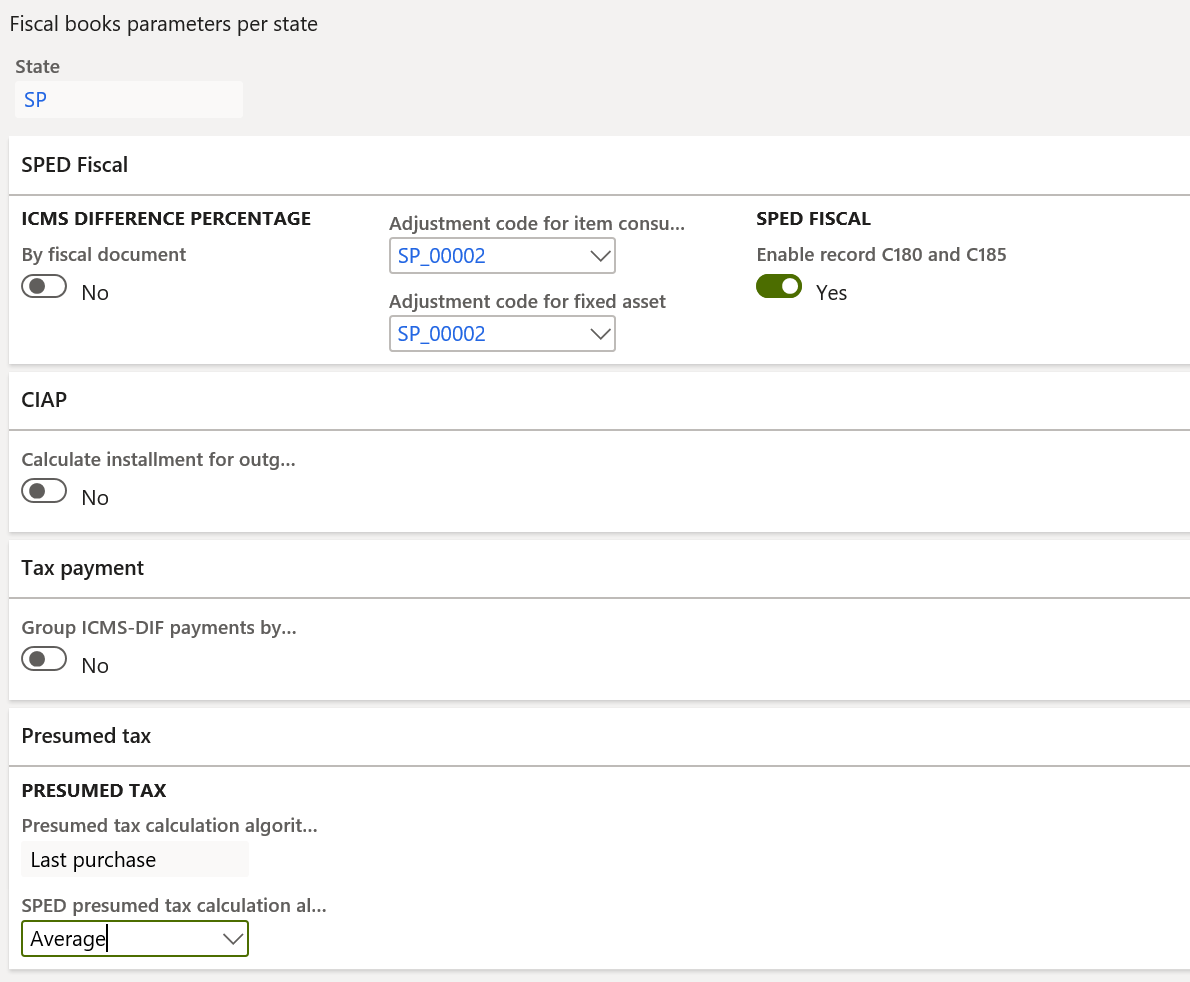 Fiscal books parameters per state
State
SP
SPED Fiscal
ICMS DIFFERENCE PERCENTAGE
By fiscal document
No
Adjustment code for item consu...
SP_00002
Adjustment code for fixed asset
SP_00002
SPED FISCAL
Enable record C180 and C185
Yes
CIAP
Calculate installment for outg...
No
Tax payment
Group ICMS-DIF payments by...
No
Presumed tax
PRESUMED TAX
Presumed tax calculation algorit...
Last purchase
SPED presumed tax calculation al...
Average